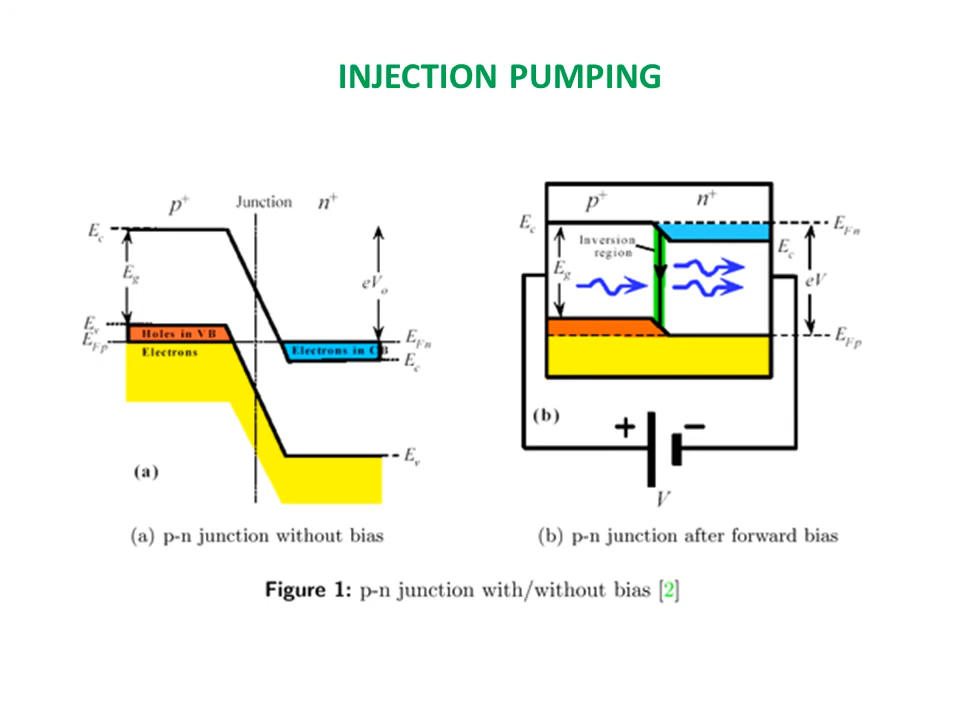 INJECTION PUMPING
p+
Junction
n+
Ec
Eg
eVo
Ev
Holes in VB
EFp
Electrons
EFn
Electrons in CB
Ec
Ev
(a)
p+
n+
Ec
EFn
Inversion
region
Ec
Eg
eV
EFp
(b)
+
−
V
(a) p-n junction without bias
(b) p-n junction after forward bias
Figure 1: p-n junction with/without bias [2]